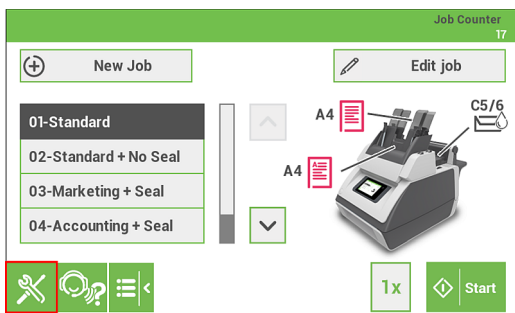 Job Counter
17
New Job
Edit job
01-Standard
02-Standard + No Seal
03-Marketing + Seal
04-Accounting + Seal
A4
A4
C5/6
1x
Start